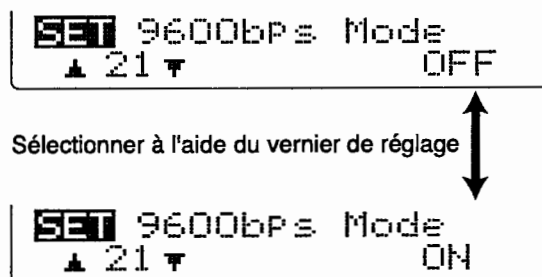 SET 9600bps Mode
21 OFF
Sélectionner à l'aide du vernier de réglage
SET 9600bps Mode
21 ON